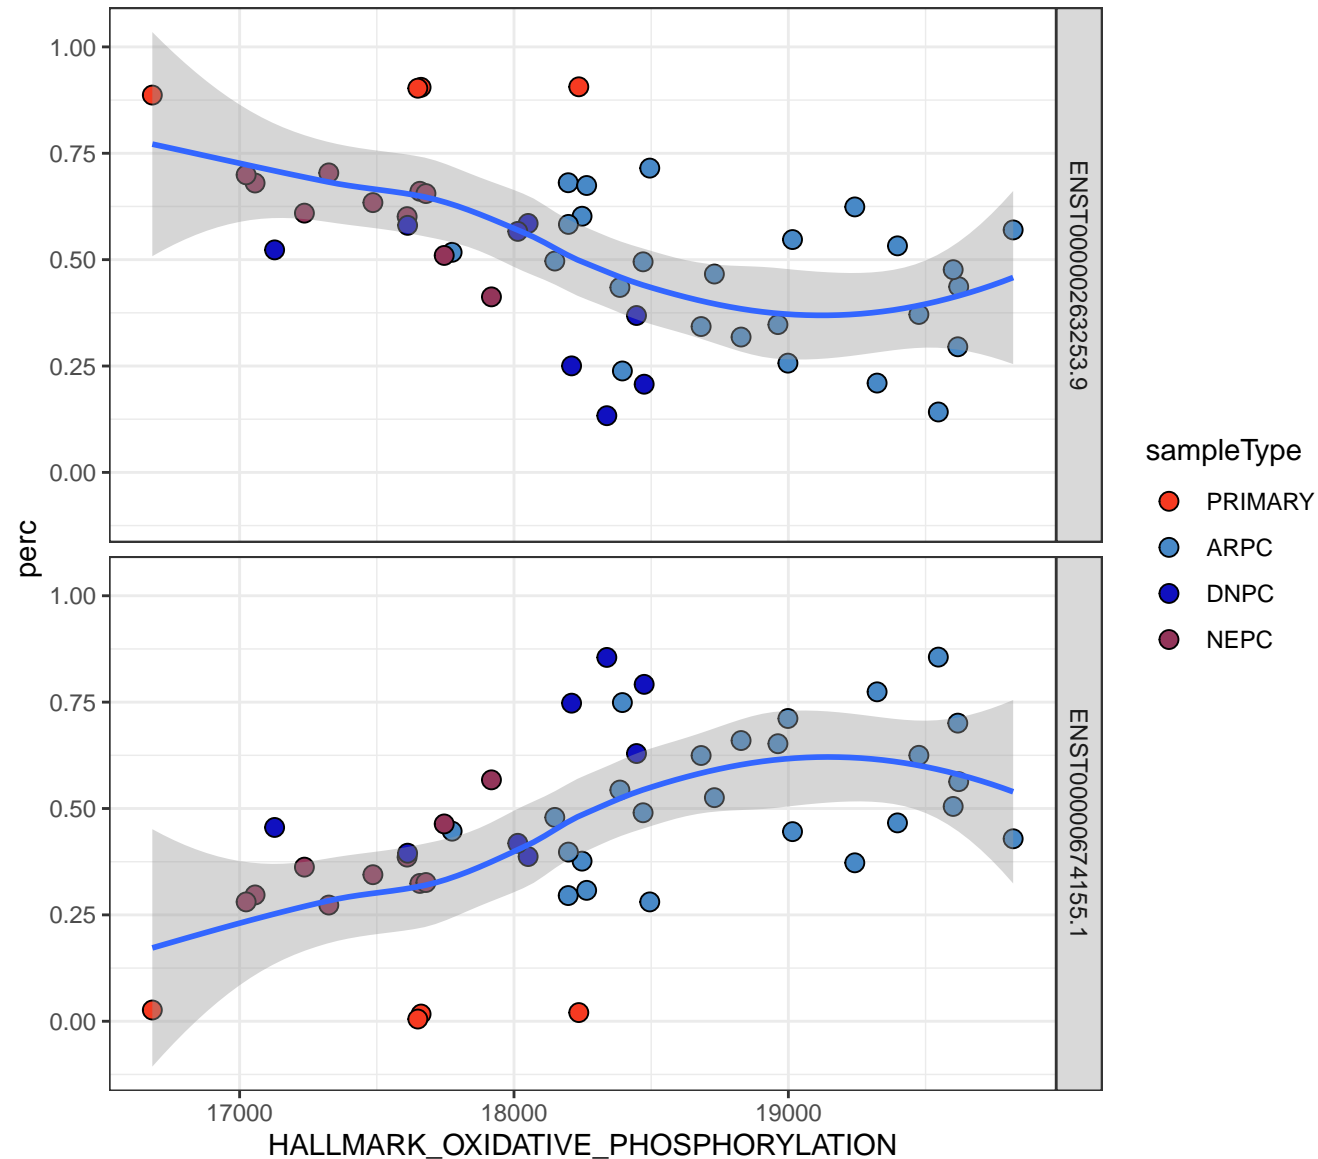 1.00
0.75
0.50
0.25
0.00
ENST00000263253.9
perc
1.00
0.75
0.50
0.25
0.00
ENST00000674155.1
17000 18000 19000
HALLMARK_OXIDATIVE_PHOSPHORYLATION
sampleType
PRIMARY
ARPC
DNPC
NEPC